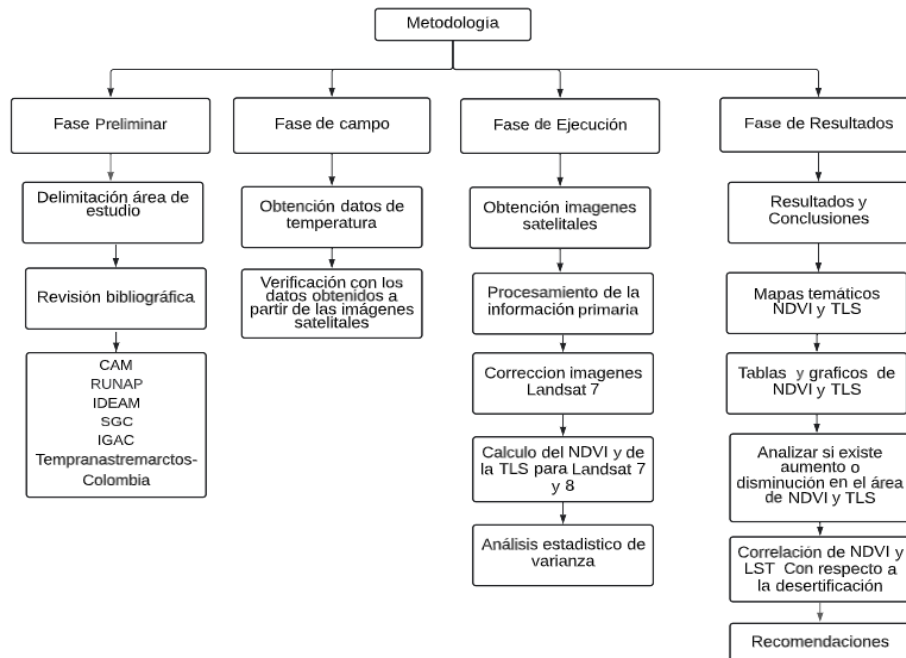 Metodologia
Fase Preliminar
Delimitación área de
estudio
Revisión bibliográfica
CAM
RUNAP
IDEAM
SGC
IGAC
Tempranastremarctos-
Colombia
Fase de campo
Obtención datos de
temperatura
Verificación con los
datos obtenidos a
partir de las imágenes
satelitales
Fase de Ejecución
Obtención imagenes
satelitales
Procesamiento de la
información primaria
Correccion imagenes
Landsat 7
Calculo del NDVI y de
la TLS para Landsat 7
y 8
Análisis estadistico de
varianza
Fase de Resultados
Resultados y
Conclusiones
Mapas temáticos
NDVI y TLS
Tablas y graficos de
NDVI y TLS
Analizar si existe
aumento o
disminución en el área
de NDVI y TLS
Correlación de NDVI y
LST Con respecto a
la desertificación
Recomendaciones